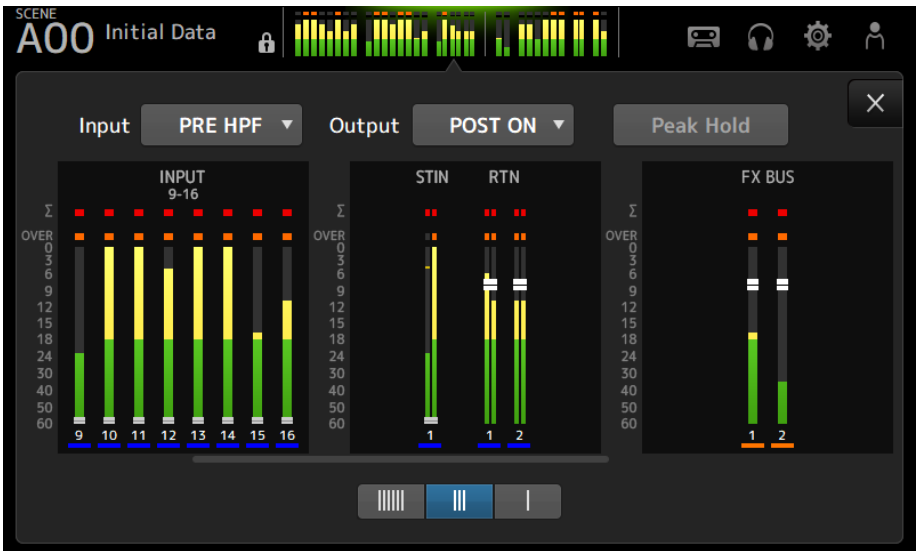 SCENE
A00 Initial Data
Input PRE HPF Output POST ON Peak Hold
INPUT
9-16
Σ
OVER
0
3
6
9
12
15
18
24
30
40
50
60
9 10 11 12 13 14 15 16
STIN RTN
Σ
OVER
0
3
6
9
12
15
18
24
30
40
50
60
1 1 2
FX BUS
Σ
OVER
0
3
6
9
12
15
18
24
30
40
50
60
1 2